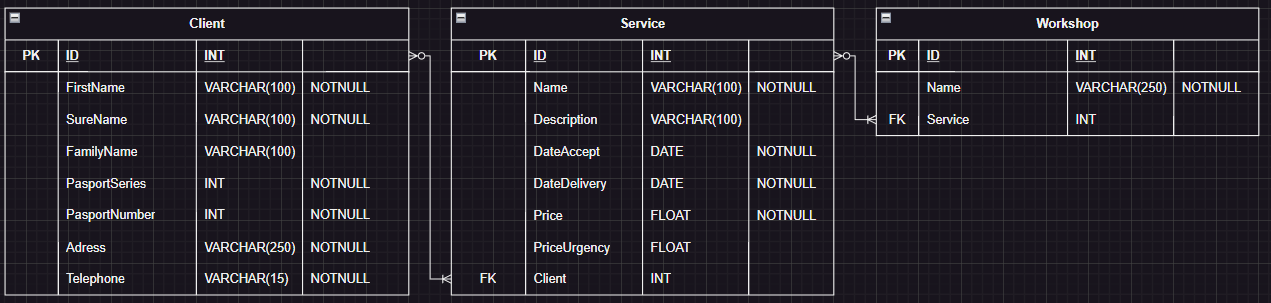 Client
PK ID INT
FirstName VARCHAR(100) NOTNULL
SureName VARCHAR(100) NOTNULL
FamilyName VARCHAR(100)
PasportSeries INT NOTNULL
PasportNumber INT NOTNULL
Adress VARCHAR(250) NOTNULL
Telephone VARCHAR(15) NOTNULL
Service
PK ID INT
Name VARCHAR(100) NOTNULL
Description VARCHAR(100)
DateAccept DATE NOTNULL
DateDelivery DATE NOTNULL
Price FLOAT NOTNULL
PriceUrgency FLOAT
FK Client INT
Workshop
PK ID INT
Name VARCHAR(250) NOTNULL
FK Service INT